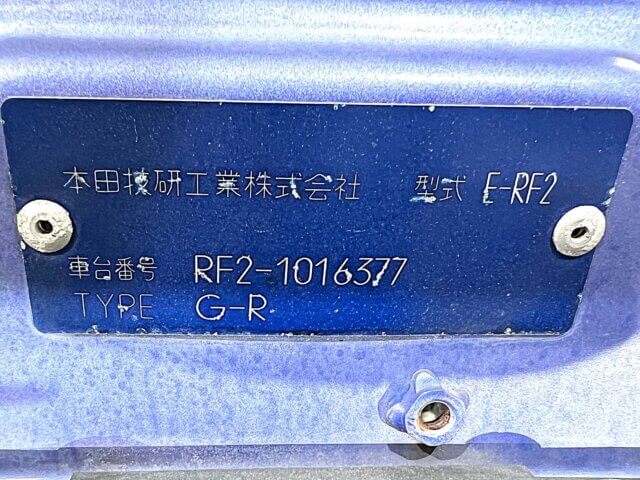 本田技研工業株式会社 型式 E-RF2
車台番号 RF2-1016377
TYPE G-R